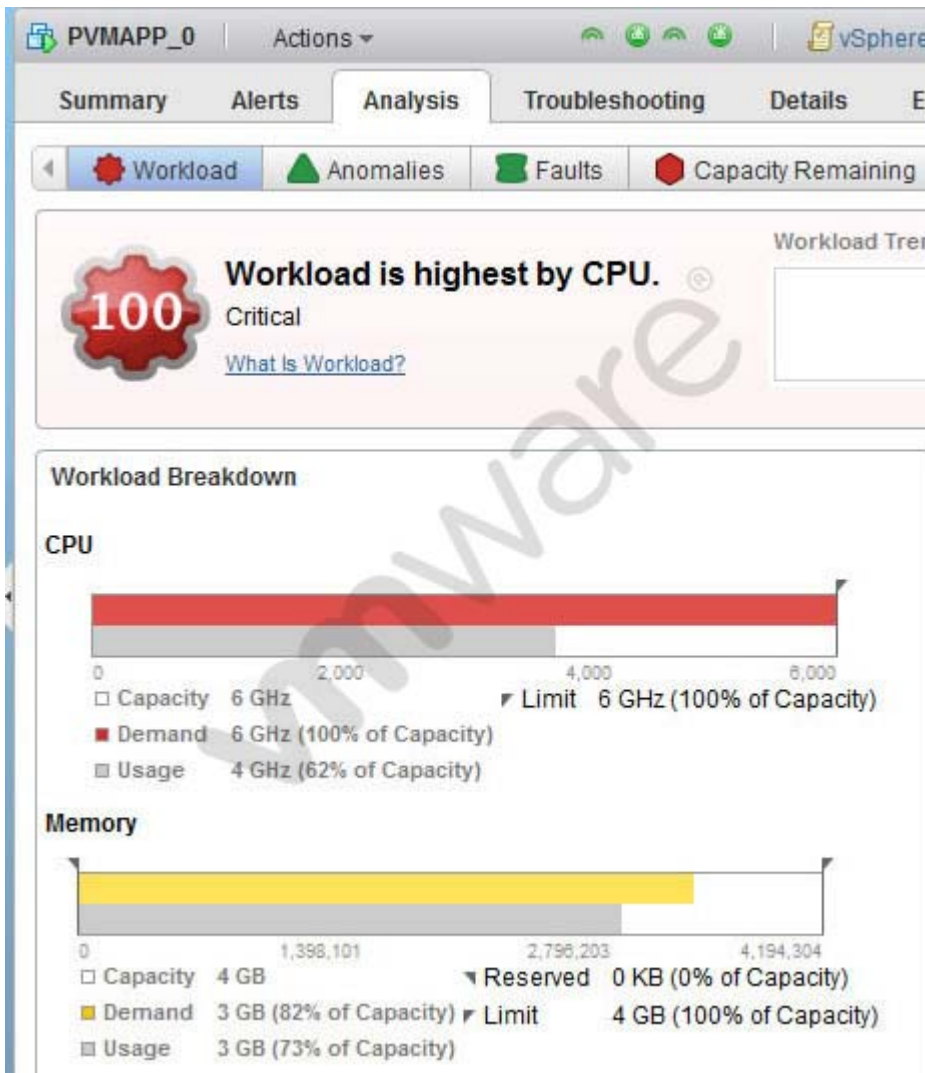 PVMAPP_0 Actions vSphere
Summary Alerts Analysis Troubleshooting Details E
Workload Anomalies Faults Capacity Remaining
Workload Tren
100 Workload is highest by CPU.
Critical
What Is Workload?
vmware
Workload Breakdown
CPU
0 2,000 4,000 6,000
Capacity 6 GHz Limit 6 GHz (100% of Capacity)
Demand 6 GHz (100% of Capacity)
Usage 4 GHz (62% of Capacity)
Memory
0 1,398,101 2,796,203 4,194,304
Capacity 4 GB Reserved 0 KB (0% of Capacity)
Demand 3 GB (82% of Capacity) Limit 4 GB (100% of Capacity)
Usage 3 GB (73% of Capacity)